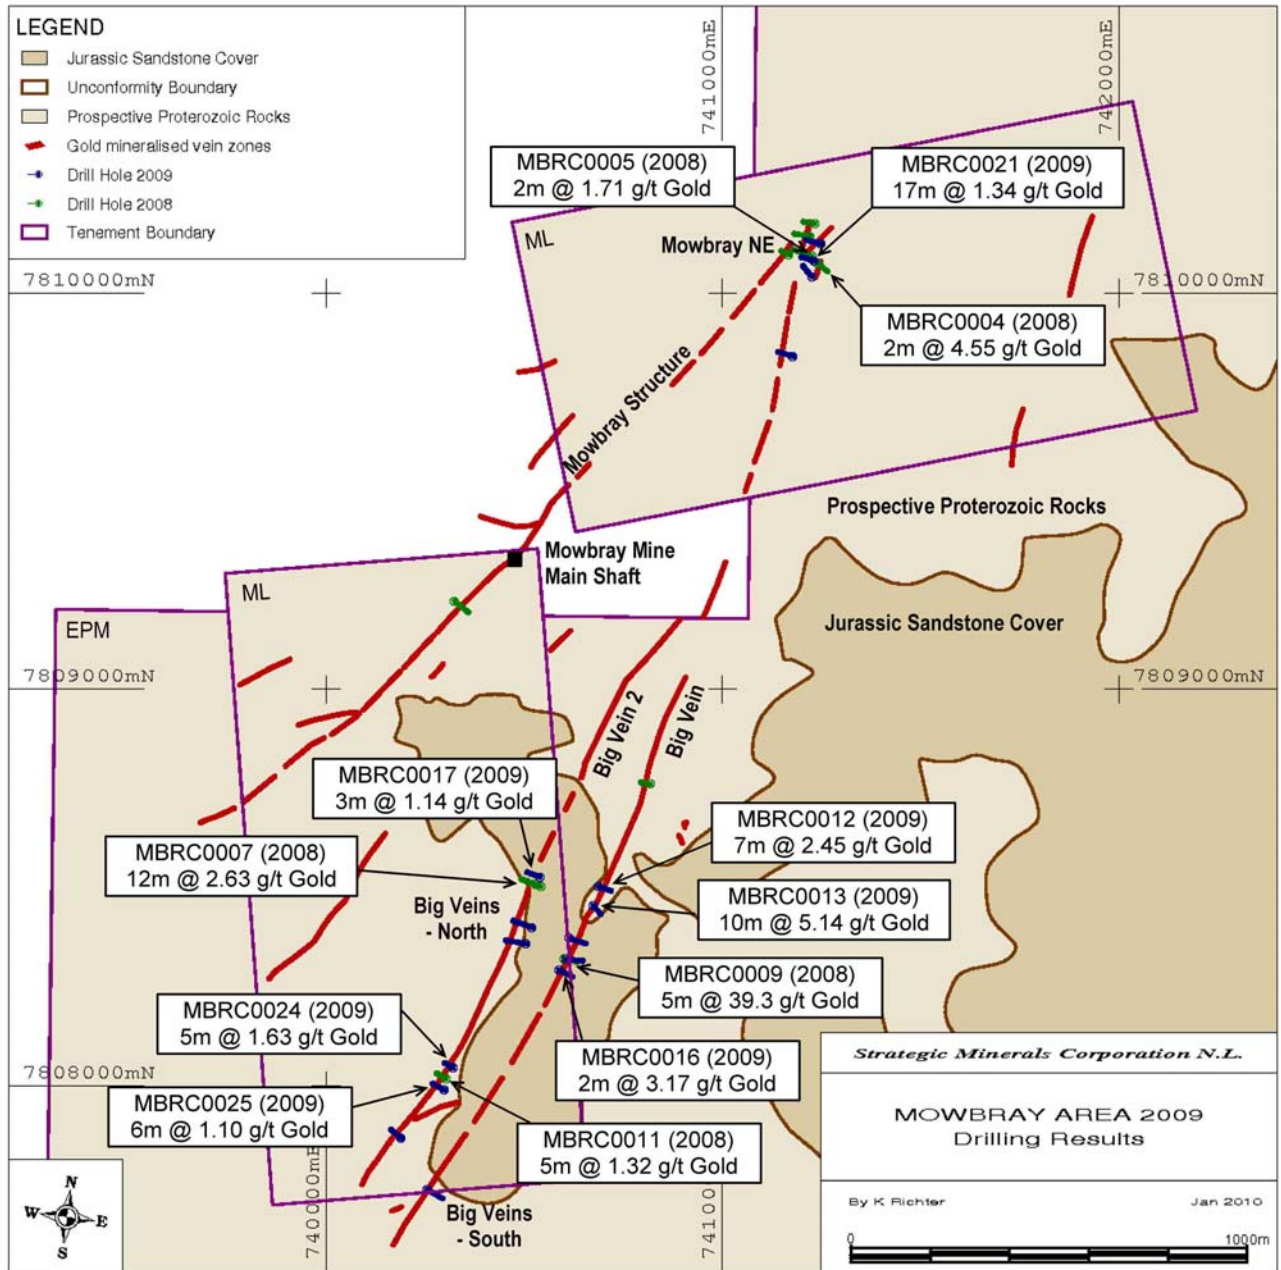 LEGEND
Jurassic Sandstone Cover
Unconformity Boundary
Prospective Proterozoic Rocks
Gold mineralised vein zones
Drill Hole 2009
Drill Hole 2008
Tenement Boundary
741000mE
742000mE
MBRC0005 (2008)
2m @ 1.71 g/t Gold
MBRC0021 (2009)
17m @ 1.34 g/t Gold
ML
Mowbray NE
7810000mN
7810000mN
MBRC0004 (2008)
2m @ 4.55 g/t Gold
Mowbray Structure
Prospective Proterozoic Rocks
Mowbray Mine
Main Shaft
ML
EPM
Jurassic Sandstone Cover
7809000mN
7809000mN
Big Vein 2
Big Vein
MBRC0017 (2009)
3m @ 1.14 g/t Gold
MBRC0012 (2009)
7m @ 2.45 g/t Gold
MBRC0007 (2008)
12m @ 2.63 g/t Gold
MBRC0013 (2009)
10m @ 5.14 g/t Gold
Big Veins
- North
MBRC0009 (2008)
5m @ 39.3 g/t Gold
MBRC0024 (2009)
5m @ 1.63 g/t Gold
MBRC0016 (2009)
2m @ 3.17 g/t Gold
7808000mN
MBRC0025 (2009)
6m @ 1.10 g/t Gold
MBRC0011 (2008)
5m @ 1.32 g/t Gold
740000mE
74100
Big Veins
- South
N
W
E
S
Strategic Minerals Corporation N.L.
MOWBRAY AREA 2009
Drilling Results
By K Richter
Jan 2010
0
1000m